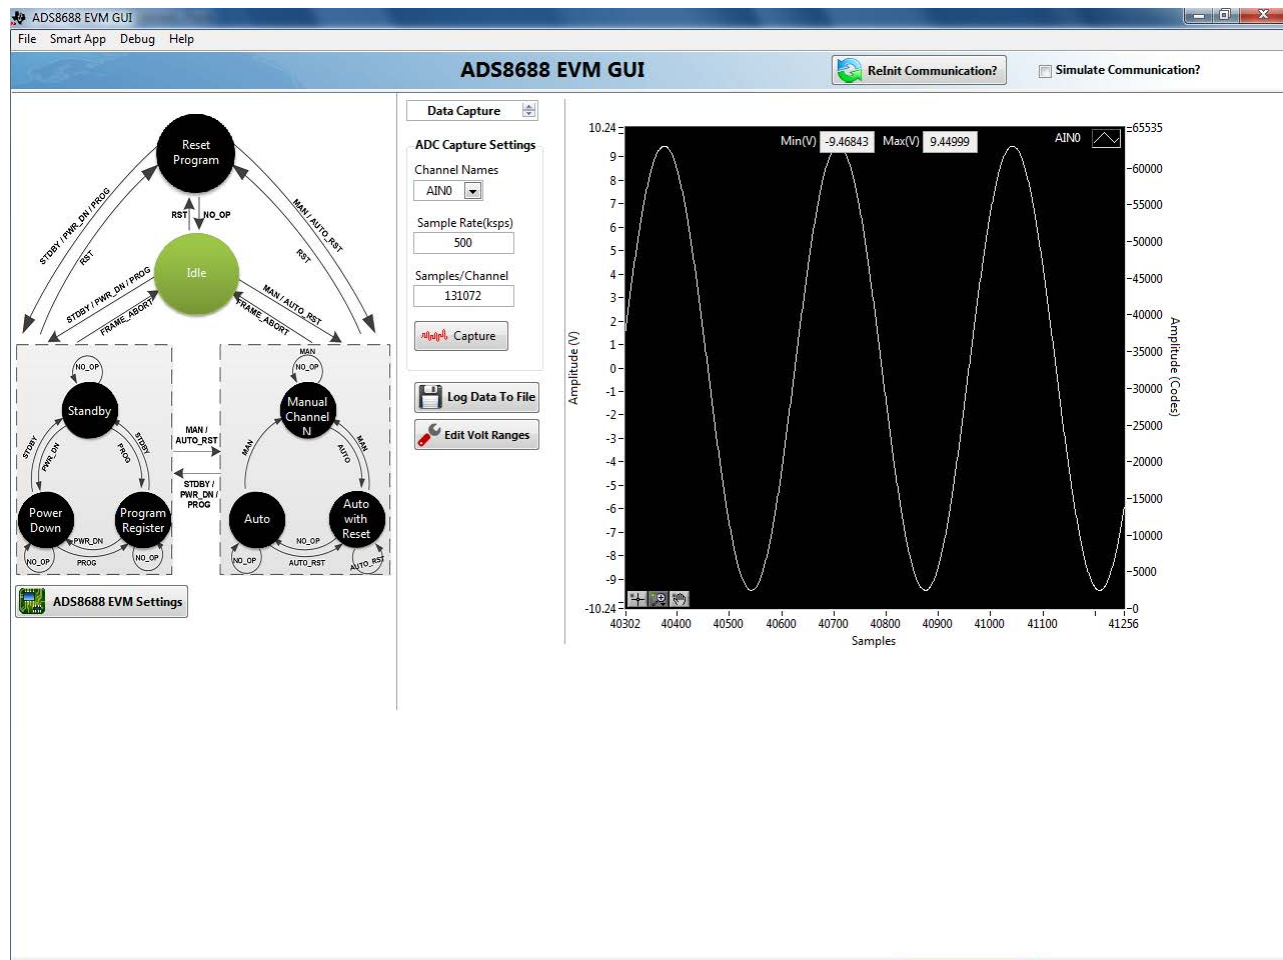 ADS8688 EVM GUI
File Smart App Debug Help
ADS8688 EVM GUI
ReInit Communication?
Simulate Communication?
Reset
Program
STDBY / PWR_DN / PROG
RST
RST
NO_OP
MAN / AUTO_RST
RST
Idle
STDBY / PWR_DN / PROG
FRAME_ABORT
MAN / AUTO_RST
FRAME_ABORT
NO_OP
Standby
STDBY
PWR_DN
STDBY
PROG
Power
Down
Program
Register
PWR_DN
PROG
NO_OP
NO_OP
MAN /
AUTO_RST
STDBY /
PWR_DN /
PROG
MAN
NO_OP
Manual
Channel
N
MAN
MAN
AUTO
Auto
Auto
with
Reset
NO_OP
AUTO_RST
NO_OP
AUTO_RST
ADS8688 EVM Settings
Data Capture
ADC Capture Settings
Channel Names
AIN0
Sample Rate(ksps)
500
Samples/Channel
131072
Capture
Log Data To File
Edit Volt Ranges
Min(V) -9.46843 Max(V) 9.44999
AIN0
Amplitude (V)
10.24
9
8
7
6
5
4
3
2
1
0
-1
-2
-3
-4
-5
-6
-7
-8
-9
-10.24
65535
60000
55000
50000
45000
40000
35000
30000
25000
20000
15000
10000
5000
0
Amplitude (Codes)
40302 40400 40500 40600 40700 40800 40900 41000 41100 41256
Samples